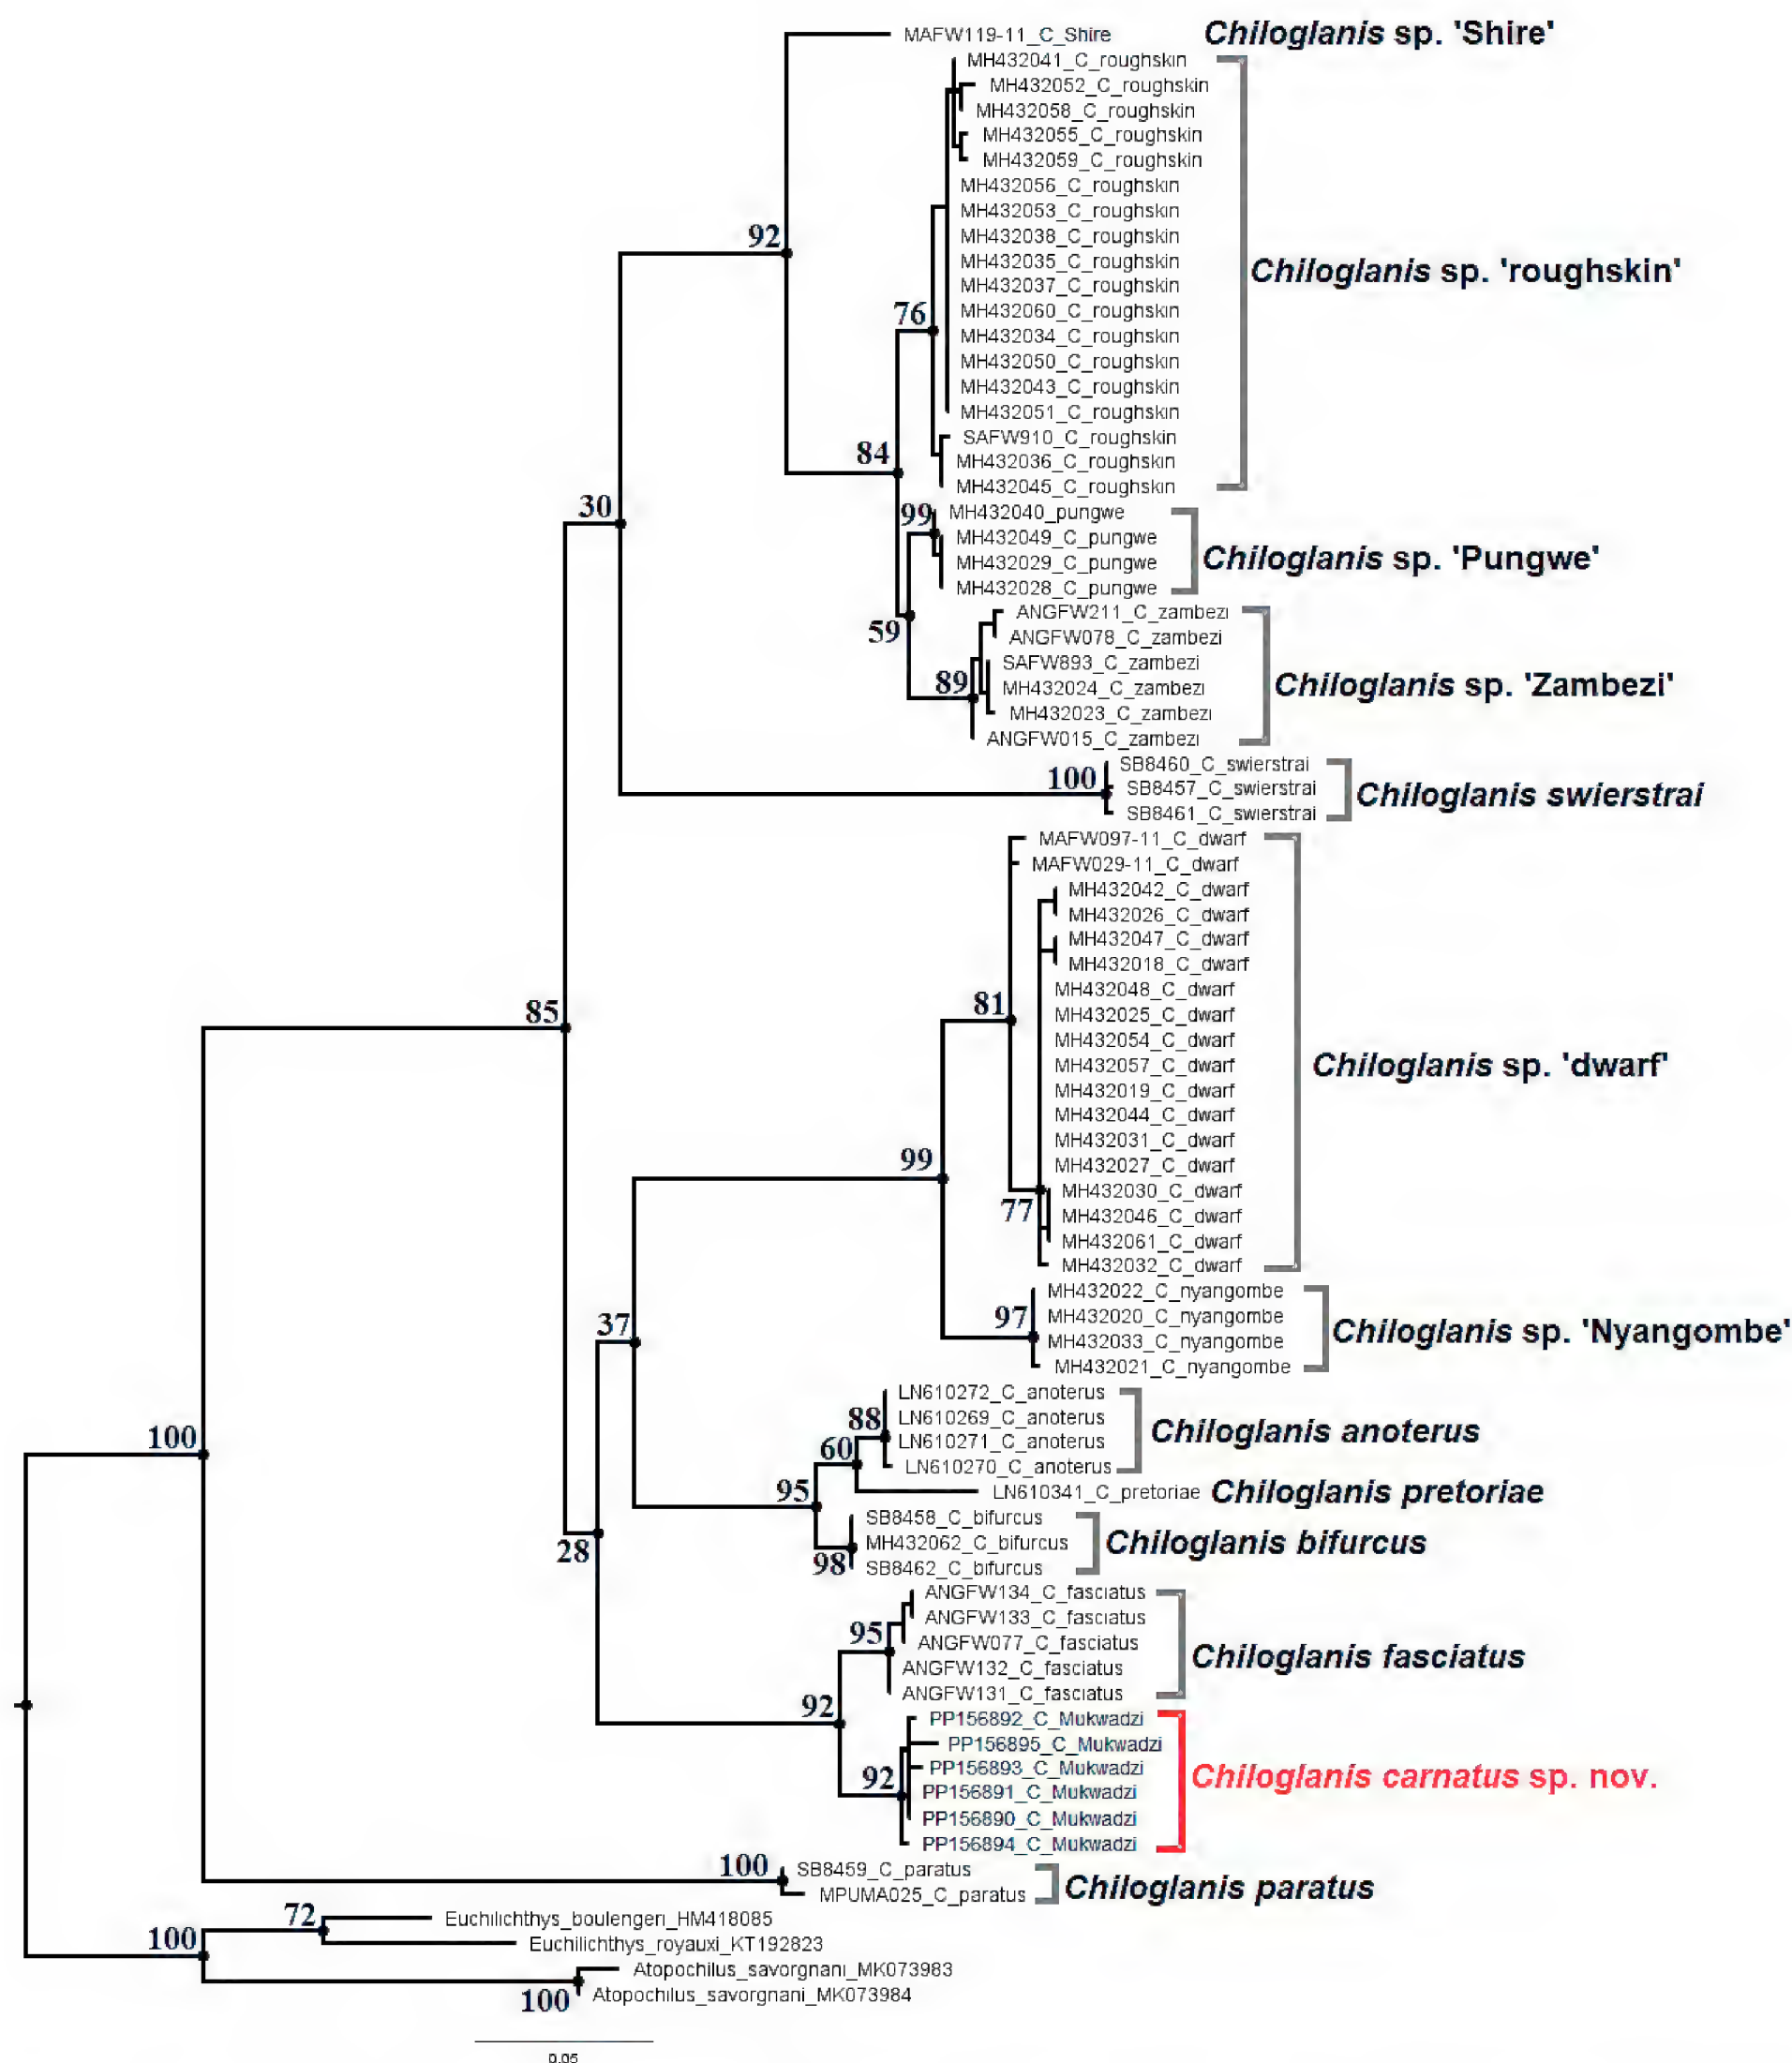 MAFW119-11_C_Shire Chiloglanis sp. 'Shire'
MH432041_C_roughskin
MH432052_C_roughskin
MH432058_C_roughskin
MH432055_C_roughskin
MH432059_C_roughskin
MH432056_C_roughskin
MH432053_C_roughskin
92
MH432038_C_roughskin
MH432035_C_roughskin
Chiloglanis sp. 'roughskin'
MH432037_C_roughskin
MH432060_C_roughskin
76
MH432034_C_roughskin
MH432050_C_roughskin
MH432043_C_roughskin
MH432051_C_roughskin
SAFW910_C_roughskin
84
MH432036_C_roughskin
MH432045_C_roughskin
30
99
MH432040_pungwe
MH432049_C_pungwe
Chiloglanis sp. 'Pungwe'
MH432029_C_pungwe
MH432028_C_pungwe
ANGFW211_C_zambezi
59
ANGFW078_C_zambezi
SAFW893_C_zambezi
89
MH432024_C_zambezi
Chiloglanis sp. 'Zambezi'
MH432023_C_zambezi
ANGFW015_C_zambezi
SB8460_C_swierstrai
100
SB8457_C_swierstrai
Chiloglanis swierstrai
SB8461_C_swierstrai
MAFW097-11_C_dwarf
MAFW029-11_C_dwarf
MH432042_C_dwarf
MH432026_C_dwarf
MH432047_C_dwarf
MH432018_C_dwarf
MH432048_C_dwarf
85
81
MH432025_C_dwarf
MH432054_C_dwarf
MH432057_C_dwarf
Chiloglanis sp. 'dwarf'
MH432019_C_dwarf
MH432044_C_dwarf
MH432031_C_dwarf
99
MH432027_C_dwarf
MH432030_C_dwarf
77
MH432046_C_dwarf
MH432061_C_dwarf
MH432032_C_dwarf
MH432022_C_nyangombe
97
MH432020_C_nyangombe
37
Chiloglanis sp. 'Nyangombe'
MH432033_C_nyangombe
MH432021_C_nyangombe
LN610272_C_anoterus
88
LN610269_C_anoterus
Chiloglanis anoterus
100
60
LN610271_C_anoterus
LN610270_C_anoterus
95
LN610341_C_pretoriae Chiloglanis pretoriae
SB8458_C_bifurcus
28
MH432062_C_bifurcus
Chiloglanis bifurcus
98
SB8462_C_bifurcus
ANGFW134_C_fasciatus
ANGFW133_C_fasciatus
95
ANGFW077_C_fasciatus
Chiloglanis fasciatus
ANGFW132_C_fasciatus
ANGFW131_C_fasciatus
92
PP156892_C_Mukwadzi
PP156895_C_Mukwadzi
PP156893_C_Mukwadzi
92
Chiloglanis carnatus sp. nov.
PP156891_C_Mukwadzi
PP156890_C_Mukwadzi
PP156894_C_Mukwadzi
100
SB8459_C_paratus
Chiloglanis paratus
MPUMA025_C_paratus
72
Euchilichthys_boulengeri_HM418085
100
Euchilichthys_royauxi_KT192823
Atopochilus_savorgnani_MK073983
100
Atopochilus_savorgnani_MK073984
0.05